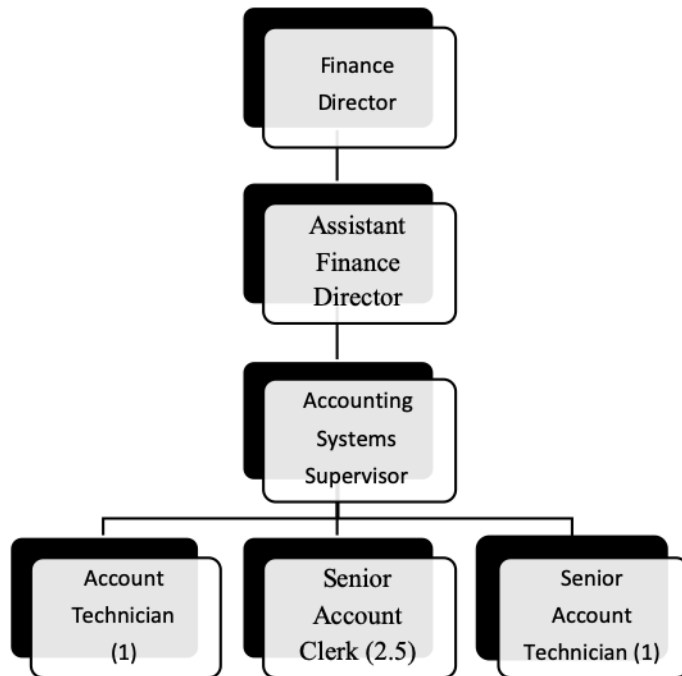 Finance
Director
Assistant
Finance
Director
Accounting
Systems
Supervisor
Account
Technician
(1)
Senior
Account
Clerk (2.5)
Senior
Account
Technician (1)